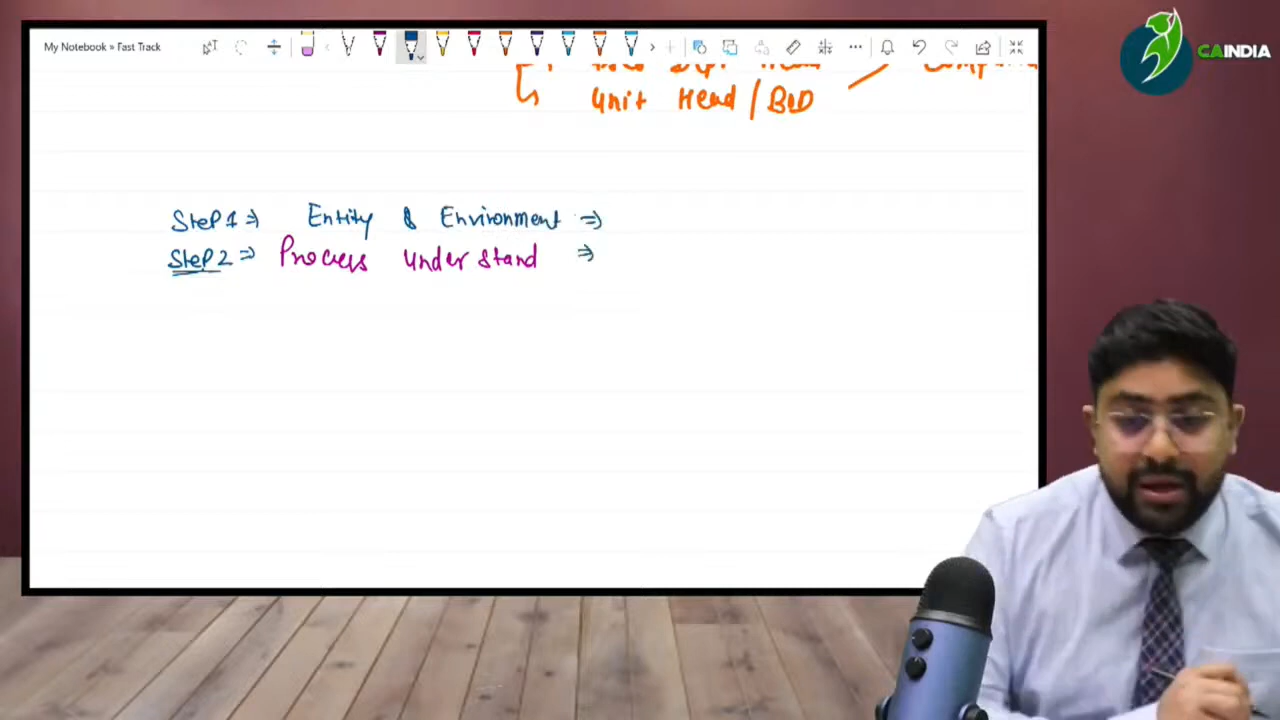 My Notebook » Fast Track
CAINDIA
Unit Head / BOD
Step 1 ⇒ Entity & Environment ⇒
Step 2 ⇒ Process understand ⇒